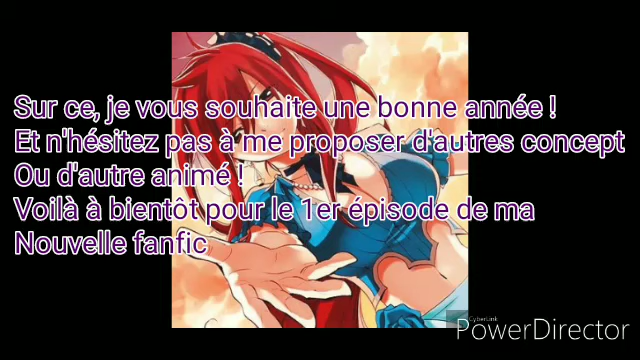 Sur ce, je vous souhaite une bonne année !
Et n'hésitez pas à me proposer d'autres concept
Ou d'autre animé !
Voilà à bientôt pour le 1er épisode de ma
Nouvelle fanfic
CyberLink
PowerDirector